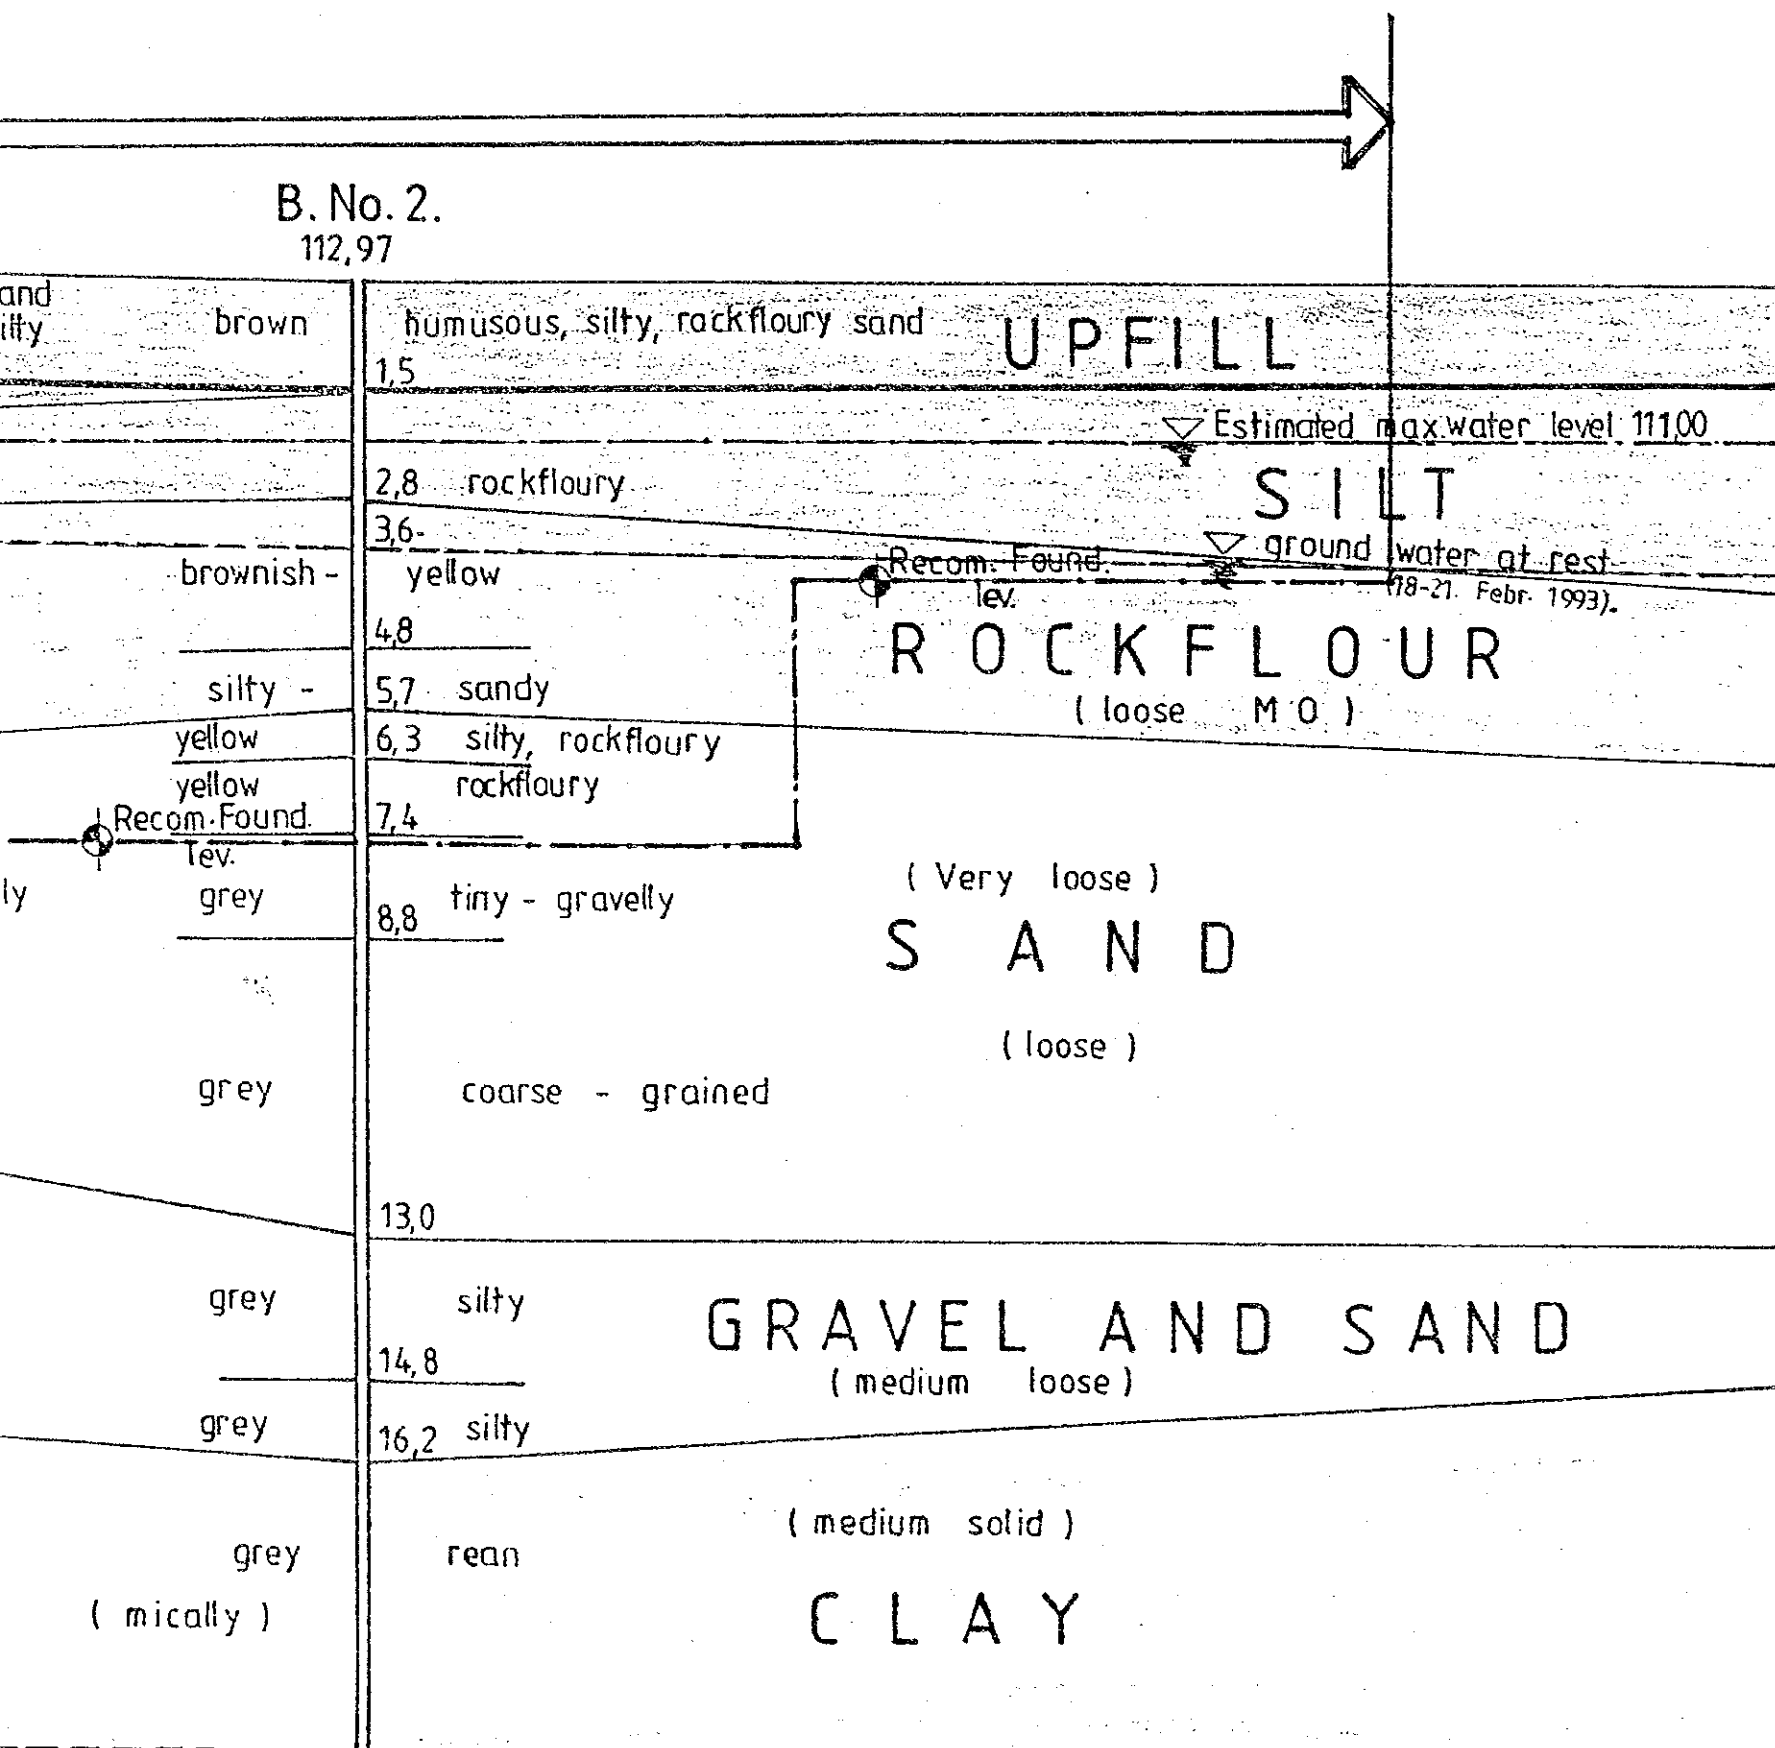 B. No. 2.
112,97
and
ilty
brown
humusous, silty, rockfloury sand
UPFILL
1,5
Estimated max.water level 111,00
2,8 rockfloury
SILT
3,6
ground water at rest
(18-21. Febr. 1993).
brownish - yellow
Recom. Found.
lev.
4,8
ROCKFLOUR
(loose MO)
silty - 5,7 sandy
yellow 6,3 silty, rockfloury
yellow rockfloury
Recom. Found.
lev.
7,4
(Very loose)
ly
grey tiny - gravelly
8,8
SAND
(loose)
grey coarse - grained
13,0
grey silty
GRAVEL AND SAND
14,8
(medium loose)
grey 16,2 silty
(medium solid)
grey rean
(mically)
CLAY